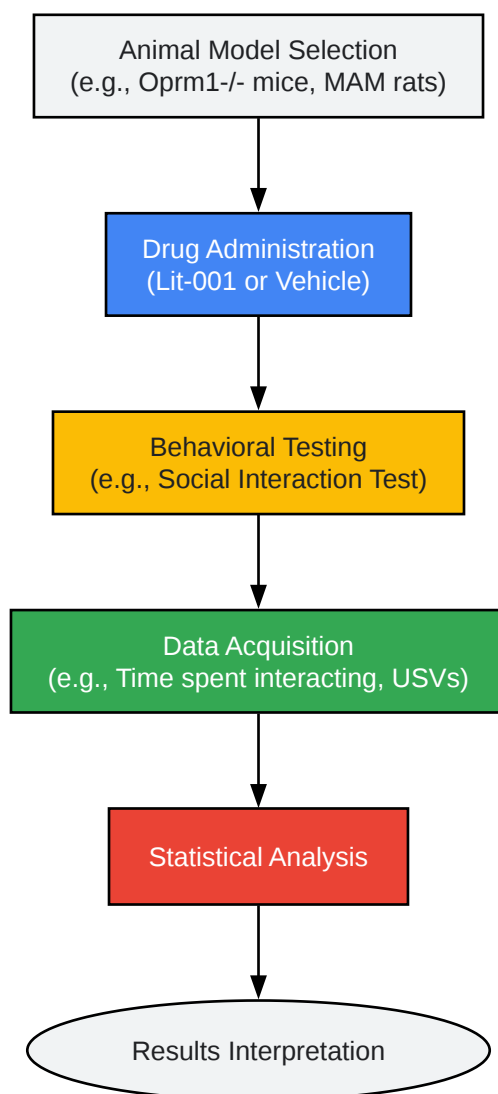 Animal Model Selection
(e.g., Oprm1-/- mice, MAM rats)
Drug Administration
(Lit-001 or Vehicle)
Behavioral Testing
(e.g., Social Interaction Test)
Data Acquisition
(e.g., Time spent interacting, USVs)
Statistical Analysis
Results Interpretation